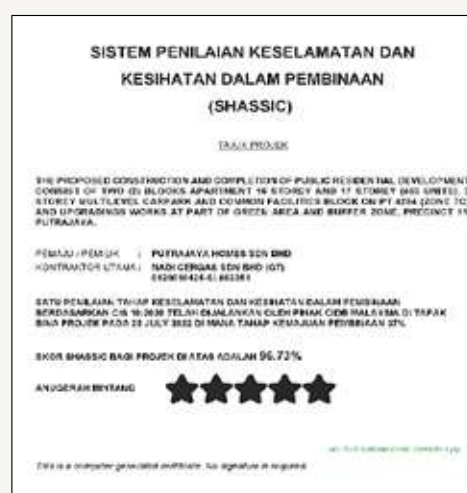 SISTEM PENILAIAN KESELAMATAN DAN
KESIHATAN DALAM PEMBINAAN
(SHASSIC)
TAJUK PROJEK
THE PROPOSED CONSTRUCTION AND COMPLETION OF PUBLIC RESIDENTIAL DEVELOPMENT
CONSIST OF TWO (2) BLOCKS APARTMENT 16 STOREY AND 17 STOREY UNITS),
STOREY MULTILEVEL CARPARK AND COMMON FACILITIES BLOCK ON PT (ZONE
AND UPGRADINGS WORKS AT PART OF GREEN AREA AND BUFFER ZONE, PRECINCT
PUTRAJAYA.
PEMAJU / PEMILIK : PUTRAJAYA HOMES SDN BHD
KONTRAKTOR UTAMA : NADI CERGAS SDN BHD (G7)
SATU PENILAIAN TAHAP KESELAMATAN DAN KESIHATAN DALAM PEMBINAAN
BERDASARKAN CIS 10:2020 TELAH DIJALANKAN OLEH PIHAK CIDB MALAYSIA DI TAPAK
BINA PROJEK PADA JULY 2022 DI MANA TAHAP KEMAJUAN PEMBINAAN
SKOR SHASSIC BAGI PROJEK DI ATAS ADALAH 96.73%
ANUGERAH BINTANG
This is a computer generated certificate. No signature is required.